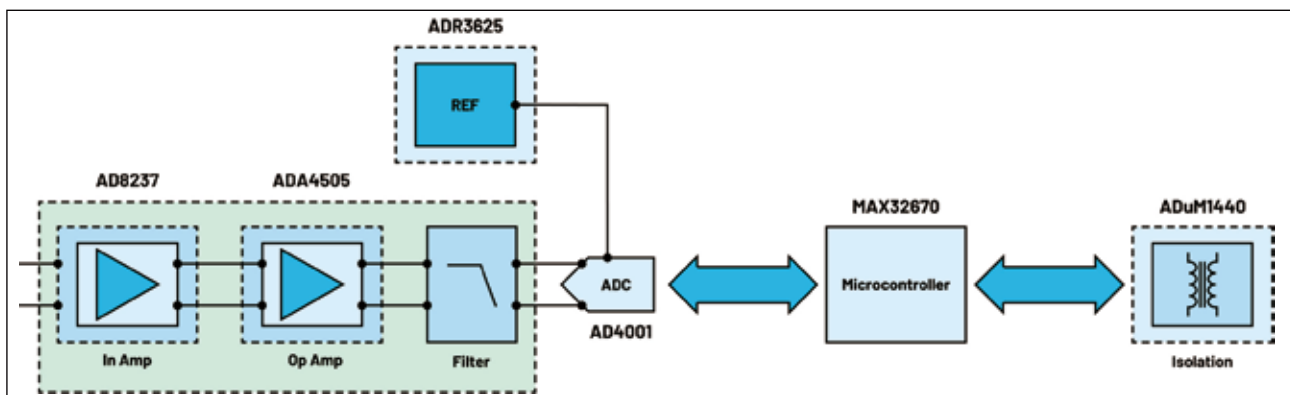 ADR3625
REF
AD8237
ADA4505
MAX32670
ADuM1440
ADC
Microcontroller
AD4001
In Amp
Op Amp
Filter
Isolation